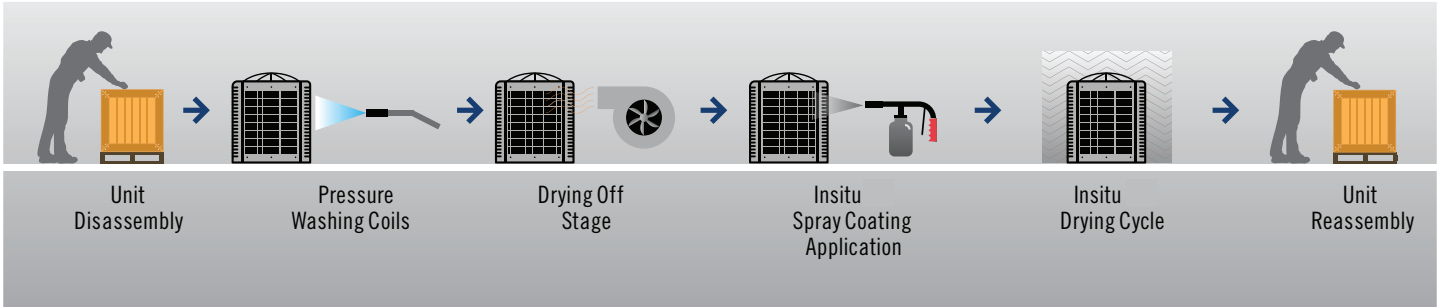 Unit
Disassembly
Pressure
Washing Coils
Drying Off
Stage
Insitu
Spray Coating
Application
Insitu
Drying Cycle
Unit
Reassembly